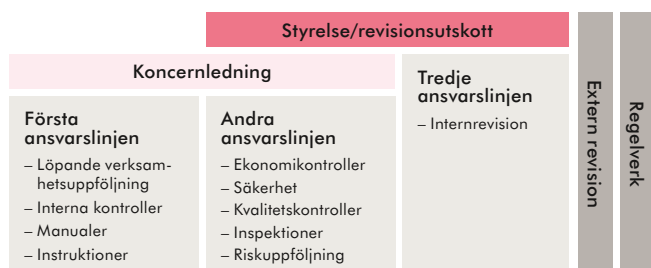 Styrelse/revisionsutskott
Koncernledning
Första
ansvarslinjen
– Löpande verksam-
hetsuppföljning
– Interna kontroller
– Manualer
– Instruktioner
Andra
ansvarslinjen
– Ekonomikontroller
– Säkerhet
– Kvalitetskontroller
– Inspektioner
– Riskuppföljning
Tredje
ansvarslinjen
– Internrevision
Extern revision
Regelverk